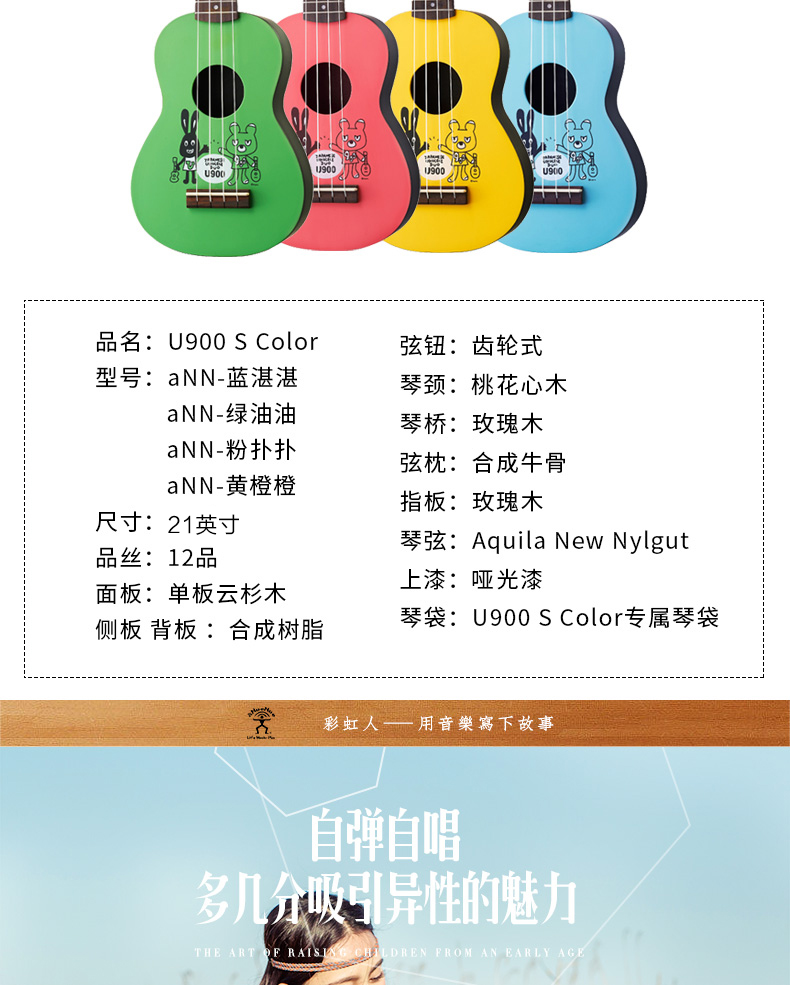 U900
U900
U900
U900
品名：U900 S Color
型号：aNN-蓝湛湛
aNN-绿油油
aNN-粉扑扑
aNN-黄橙橙
尺寸：21英寸
品丝：12品
面板：单板云杉木
侧板 背板 ：合成树脂
弦钮：齿轮式
琴颈：桃花心木
琴桥：玫瑰木
弦枕：合成牛骨
指板：玫瑰木
琴弦：Aquila New Nylgut
上漆：哑光漆
琴袋：U900 S Color专属琴袋
彩虹人——用音樂寫下故事
自弹自唱
多几分吸引异性的魅力
THE ART OF RAISING CHILDREN FROM AN EARLY AGE